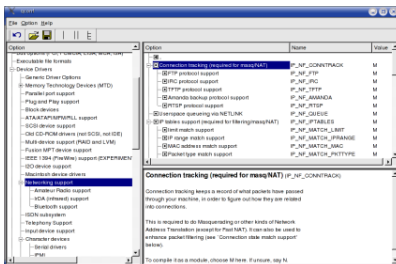 File Option Help
Option
Executable file formats
Device Drivers
Generic Driver Options
Memory Technology Devices (MTD)
Parallel port support
Plug and Play support
Block devices
ATA/ATAPI/MFM/RLL support
SCSI device support
Old CD-ROM drivers (not SCSI, not IDE)
Multi-device support (RAID and LVM)
Fusion MPT device support
IEEE 1394 (FireWire) support (EXPERIMENT
I2O device support
Macintosh device drivers
Networking support
Amateur Radio support
IrDA (infrared) support
Bluetooth support
ISDN subsystem
Telephony Support
Input device support
Character devices
Serial drivers
IPMI
Option Name Value
Connection tracking (required for masq/NAT) IP_NF_CONNTRACK M
FTP protocol support IP_NF_FTP M
IRC protocol support IP_NF_IRC M
TFTP protocol support IP_NF_TFTP M
Amanda backup protocol support IP_NF_AMANDA M
RTSP protocol support IP_NF_RTSP M
Userspace queueing via NETLINK IP_NF_QUEUE M
IP tables support (required for filtering/masq/NAT) IP_NF_IPTABLES M
limit match support IP_NF_MATCH_LIMIT M
IP range match support IP_NF_MATCH_IPRANGE M
MAC address match support IP_NF_MATCH_MAC M
Packet type match support IP_NF_MATCH_PKTTYPE M
Connection tracking (required for masq/NAT) (IP_NF_CONNTRACK)
Connection tracking keeps a record of what packets have passed
through your machine, in order to figure out how they are related
into connections.
This is required to do Masquerading or other kinds of Network
Address Translation (except for Fast NAT). It can also be used to
enhance packet filtering (see `Connection state match support'
below).
To compile it as a module, choose M here. If unsure, say N.